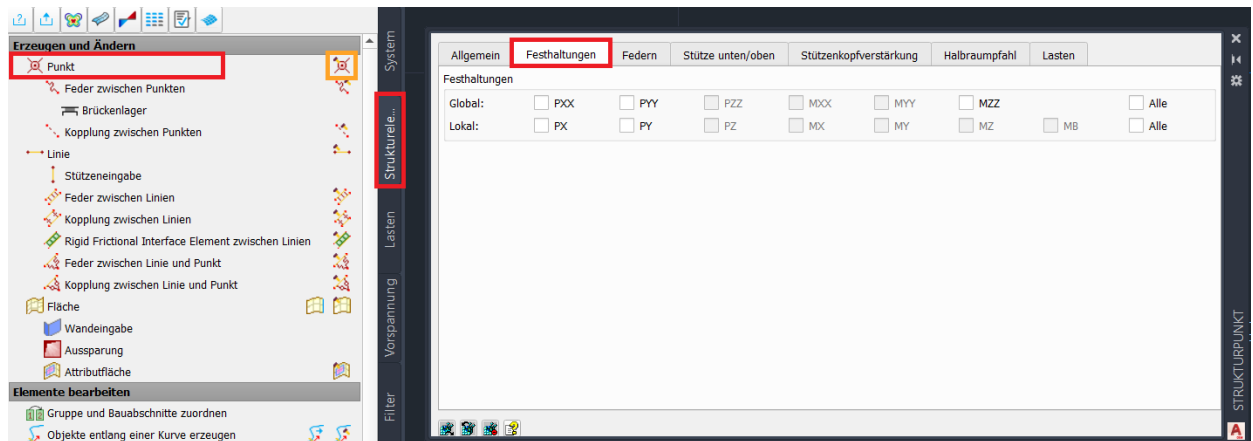 Erzeugen und Ändern
Punkt
Feder zwischen Punkten
Brückenlager
Kopplung zwischen Punkten
Linie
Stützeneingabe
Feder zwischen Linien
Kopplung zwischen Linien
Rigid Frictional Interface Element zwischen Linien
Feder zwischen Linie und Punkt
Kopplung zwischen Linie und Punkt
Fläche
Wandeingabe
Aussparung
Attributfläche
Elemente bearbeiten
Gruppe und Bauabschnitte zuordnen
Objekte entlang einer Kurve erzeugen
System
Strukturele...
Lasten
Vorspannung
Filter
Allgemein Festhaltungen Federn Stütze unten/oben Stützenkopfverstärkung Halbraumpfahl Lasten
Festhaltungen
Global: PXX PYY PZZ MXX MYY MZZ Alle
Lokal: PX PY PZ MX MY MZ MB Alle
STRUKTURPUNKT